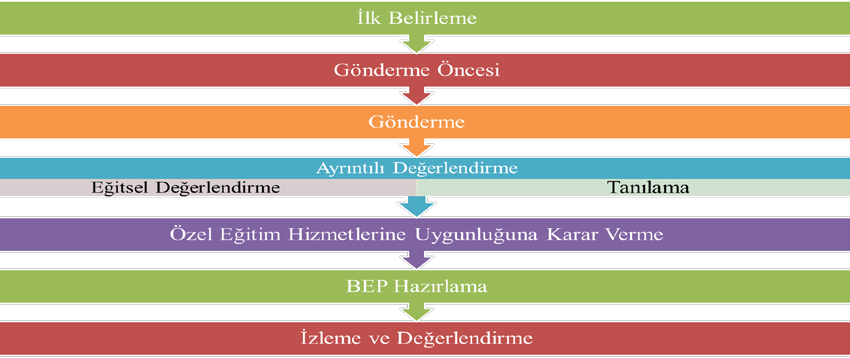 İlk Belirleme
Gönderme Öncesi
Gönderme
Ayrıntılı Değerlendirme
Eğitsel Değerlendirme
Tanılama
Özel Eğitim Hizmetlerine Uygunluğuna Karar Verme
BEP Hazırlama
İzleme ve Değerlendirme